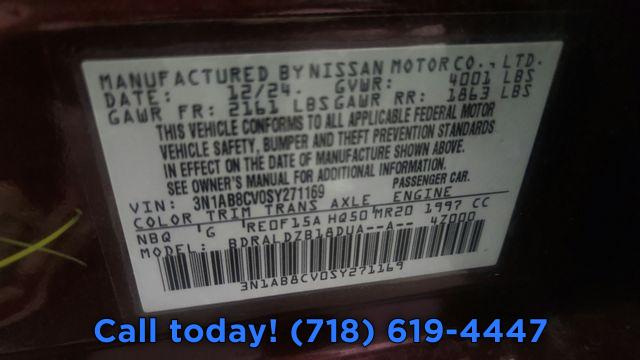 MANUFACTURED BY NISSAN MOTOR CO., LTD.
DATE: 12/24. GVWR: 4001 LBS
GAWR FR: 2161 LBS GAWR RR: 1863 LBS
THIS VEHICLE CONFORMS TO ALL APPLICABLE FEDERAL MOTOR
VEHICLE SAFETY, BUMPER AND THEFT PREVENTION STANDARDS
IN EFFECT ON THE DATE OF MANUFACTURE SHOWN ABOVE.
SEE OWNER'S MANUAL FOR ADDITIONAL INFORMATION.
VIN: 3N1AB8CV0SY271169 PASSENGER CAR.
COLOR TRIM TRANS AXLE ENGINE
NBQ G RE0F15A HQ50 MR20 1997 CC
MODEL: BDRALDZB18DUA--A-- 4Z000
3N1AB8CV0SY271169
Call today! (718) 619-4447